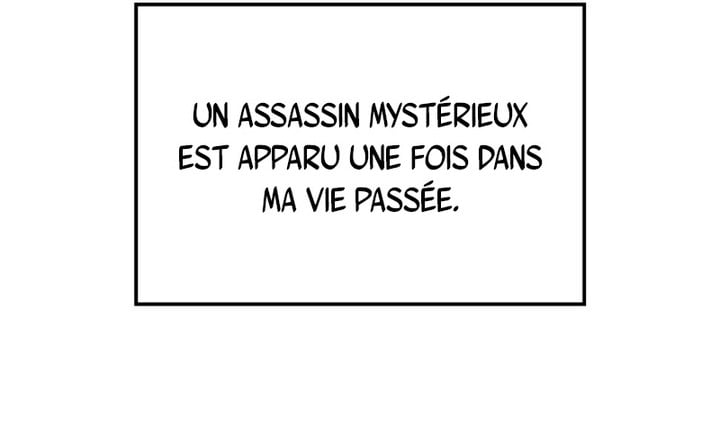 UN ASSASSIN MYSTÉRIEUX
EST APPARU UNE FOIS DANS
MA VIE PASSÉE.